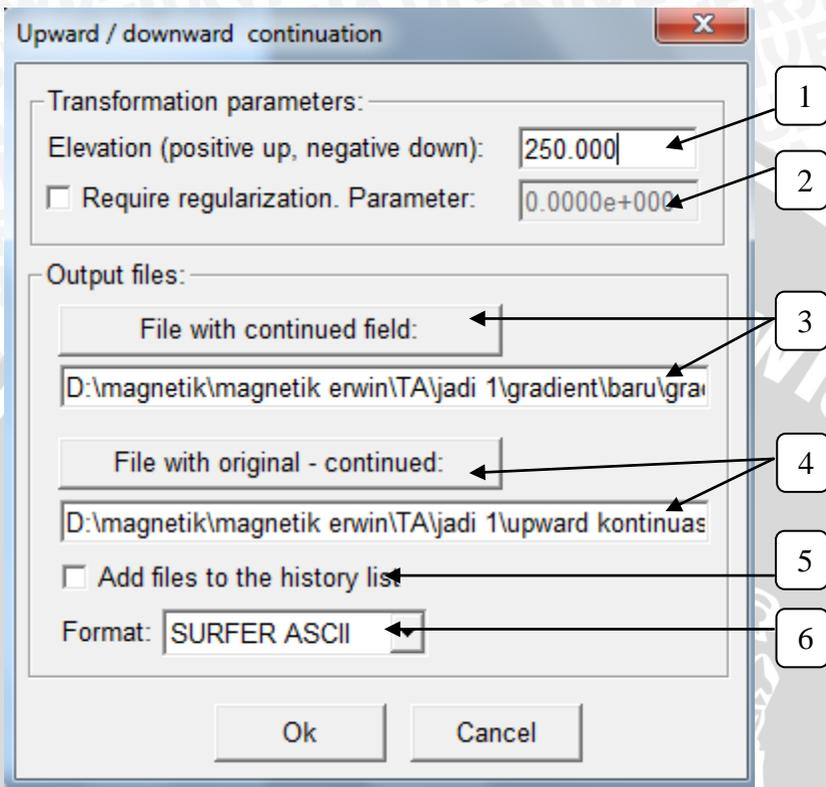 Upward / downward continuation
x
Transformation parameters:
Elevation (positive up, negative down): 250.000
Require regularization. Parameter: 0.0000e+000
Output files:
File with continued field:
D:\magnetik\magnetik erwin\TA\jadi 1\gradient\baru\gra
File with original - continued:
D:\magnetik\magnetik erwin\TA\jadi 1\upward kontinuas
Add files to the history list
Format: SURFER ASCII
Ok Cancel
1
2
3
4
5
6